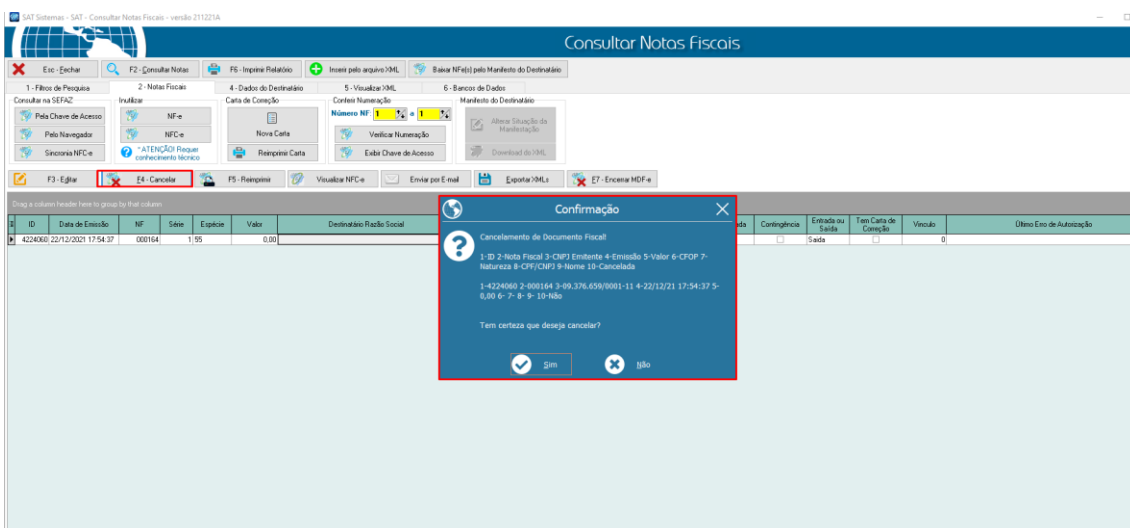 SAT Sistemas - SAT - Consultar Notas Fiscais - versão 211221A
Consultar Notas Fiscais
Esc - Fechar F2 - Consultar Notas F6 - Imprimir Relatório Inserir pelo arquivo XML Baixar NFe(s) pelo Manifesto do Destinatário
1 - Filtros de Pesquisa 2 - Notas Fiscais 4 - Dados do Destinatário 5 - Visualizar XML 6 - Bancos de Dados
Consultar na SEFAZ Inutilizar Carta de Correção Conferir Numeração Manifesto do Destinatário
Pela Chave de Acesso NF-e Nova Carta Número NF 1 a 1 Alterar Situação da Manifestação
Pelo Navegador NFC-e Verificar Numeração
Sincronia NFC-e *ATENÇÃO! Requer conhecimento técnico Reimprimir Carta Exibir Chave de Acesso Download do XML
F3 - Editar F4 - Cancelar F5 - Reimprimir Visualizar NFC-e Enviar por E-mail Exportar XMLs F7 - Encerrar MDF-e
Drag a column header here to group by that column
ID Data de Emissão NF Série Espécie Valor Destinatário Razão Social Contingência Entrada ou Saída Tem Carta de Correção Vinculo Último Erro de Autorização
4224060 22/12/2021 17:54:37 000164 1 55 0,00 Saida 0
Confirmação
Cancelamento de Documento Fiscal!
1-ID 2-Nota Fiscal 3-CNPJ Emitente 4-Emissão 5-Valor 6-CFOP 7-
Natureza 8-CPF/CNPJ 9-Nome 10-Cancelada
1-4224060 2-000164 3-09.376.659/0001-11 4-22/12/21 17:54:37 5-
0,00 6- 7- 8- 9- 10-Não
Tem certeza que deseja cancelar?
Sim Não